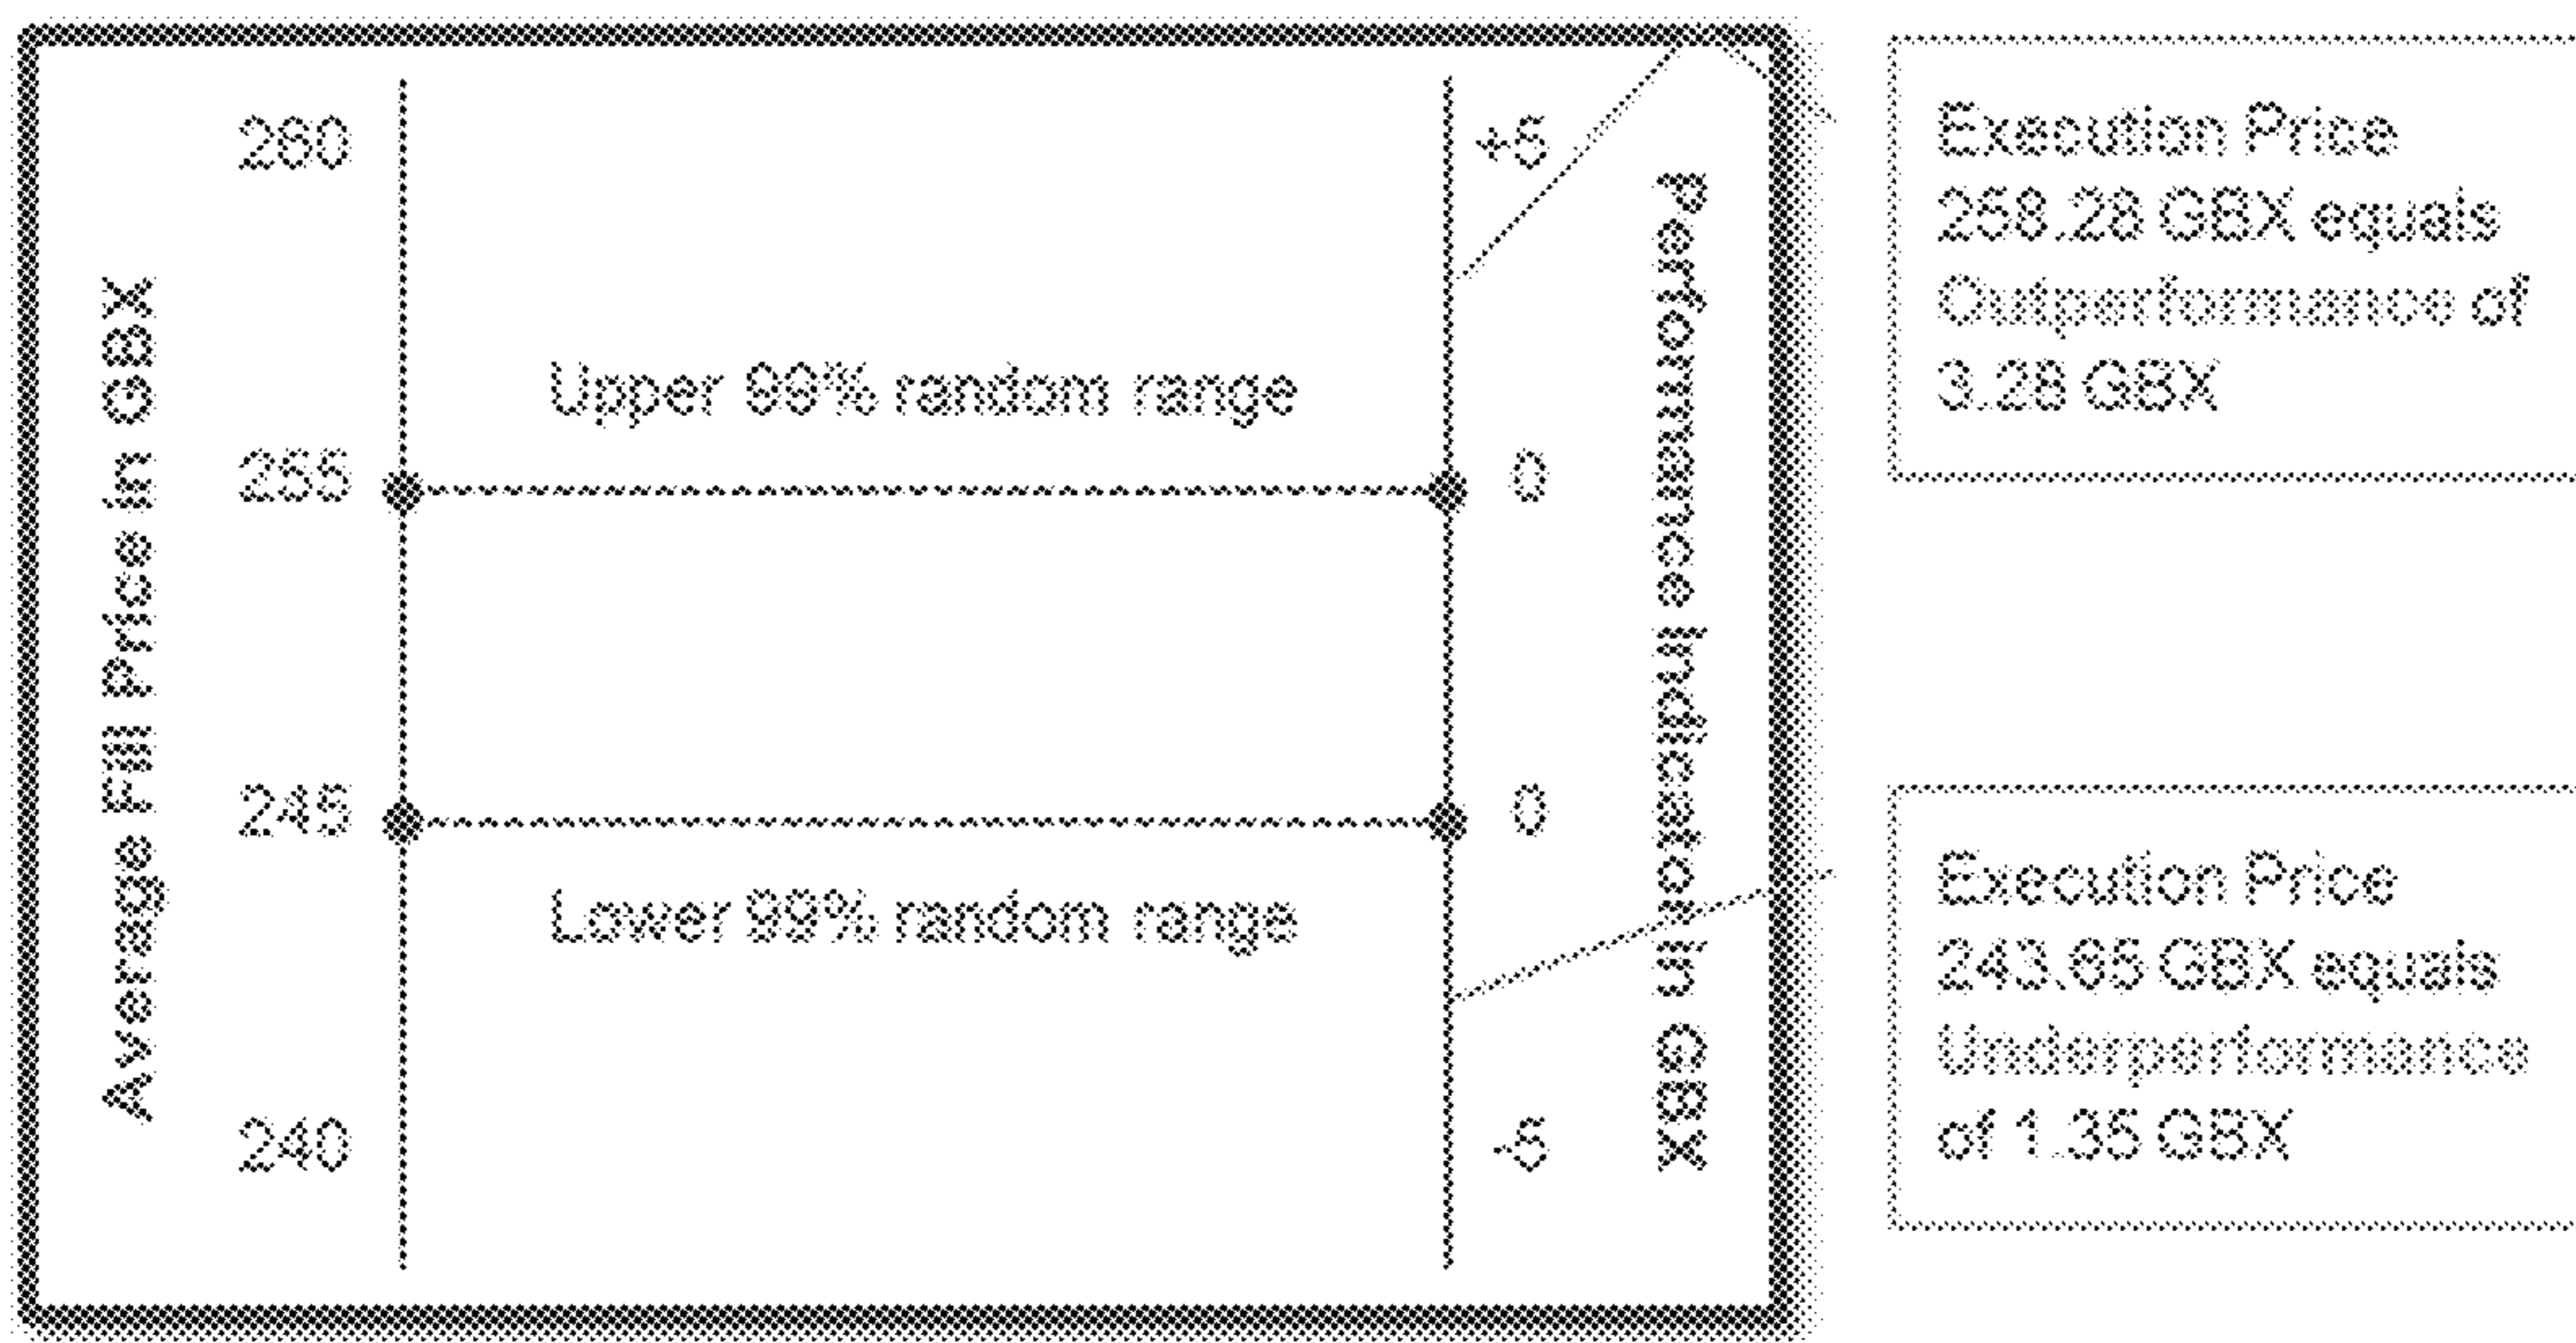 Average Fill Price in GBX
260
255
245
240
Upper 99% random range
Lower 99% random range
+5
0
0
-5
Performance Indicator in GBX
Execution Price
258.28 GBX equals
Outperformance of
3.28 GBX
Execution Price
243.65 GBX equals
Underperformance
of 1.35 GBX